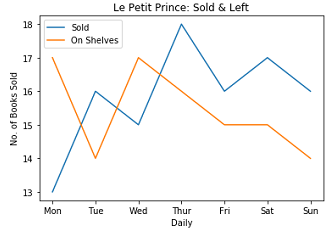 Le Petit Prince: Sold & Left
Sold
On Shelves
No. of Books Sold
18
17
16
15
14
13
Mon Tue Wed Thur Fri Sat Sun
Daily